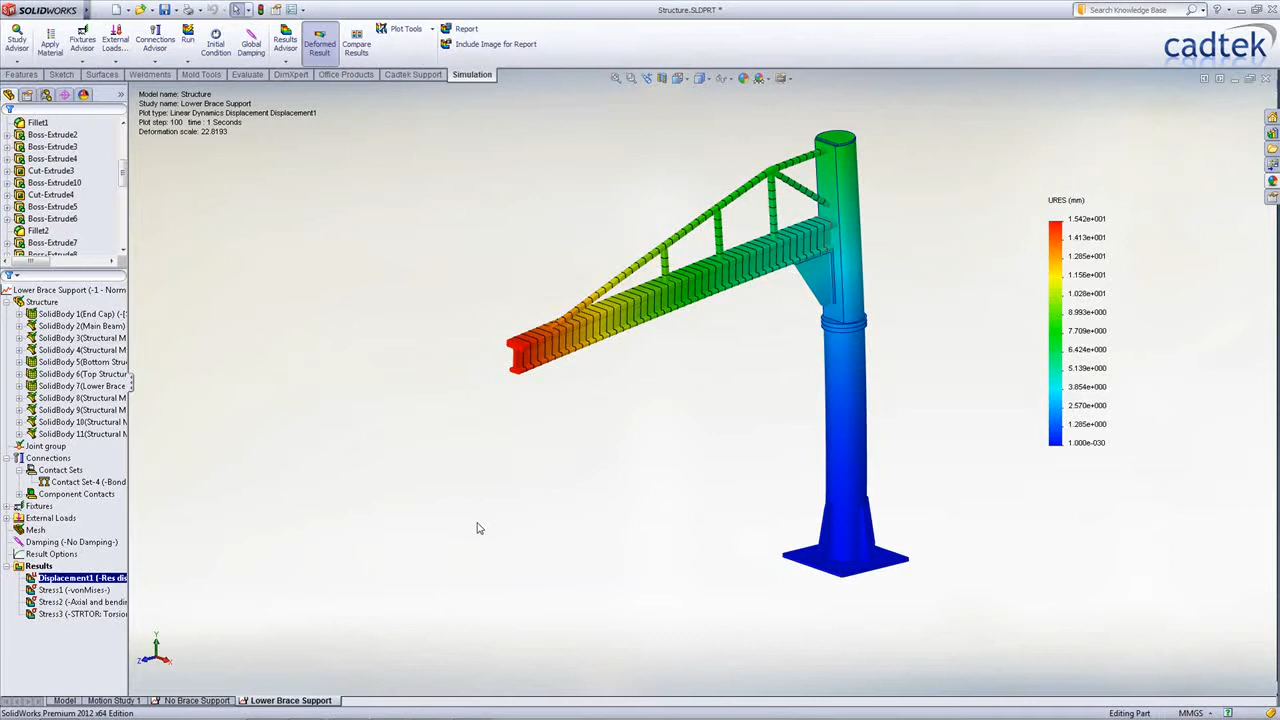 SOLIDWORKS
Structure.SLDPRT *
Search Knowledge Base
Study Advisor
Apply Material
Fixtures Advisor
External Loads...
Connections Advisor
Run
Initial Condition
Global Damping
Results Advisor
Deformed Result
Compare Results
Plot Tools
Report
Include Image for Report
cadtek
Features
Sketch
Surfaces
Weldments
Mold Tools
Evaluate
DimXpert
Office Products
Cadtek Support
Simulation
Model name: Structure
Study name: Lower Brace Support
Plot type: Linear Dynamics Displacement Displacement1
Plot step: 100 time : 1 Seconds
Deformation scale: 22.8193
Fillet1
Boss-Extrude2
Boss-Extrude3
Boss-Extrude4
Cut-Extrude3
Boss-Extrude10
Cut-Extrude4
Boss-Extrude5
Boss-Extrude6
Fillet2
Boss-Extrude7
Boss-Extrude8
Lower Brace Support (-1 - Norm
Structure
SolidBody 1(End Cap) (-[
SolidBody 2(Main Beam)
SolidBody 3(Structural M
SolidBody 4(Structural M
SolidBody 5(Bottom Stru
SolidBody 6(Top Structur
SolidBody 7(Lower Brace
SolidBody 8(Structural M
SolidBody 9(Structural M
SolidBody 10(Structural M
SolidBody 11(Structural M
Joint group
Connections
Contact Sets
Contact Set-4 (-Bond
Component Contacts
Fixtures
External Loads
Mesh
Damping (-No Damping-)
Result Options
Results
Displacement1 (-Res dis
Stress1 (-vonMises-)
Stress2 (-Axial and bendin
Stress3 (-STRTOR: Torsion
URES (mm)
1.542e+001
1.413e+001
1.285e+001
1.156e+001
1.028e+001
8.993e+000
7.709e+000
6.424e+000
5.139e+000
3.854e+000
2.570e+000
1.285e+000
1.000e-030
Y
Z
X
Model
Motion Study 1
No Brace Support
Lower Brace Support
SolidWorks Premium 2012 x64 Edition
Editing Part
MMGS